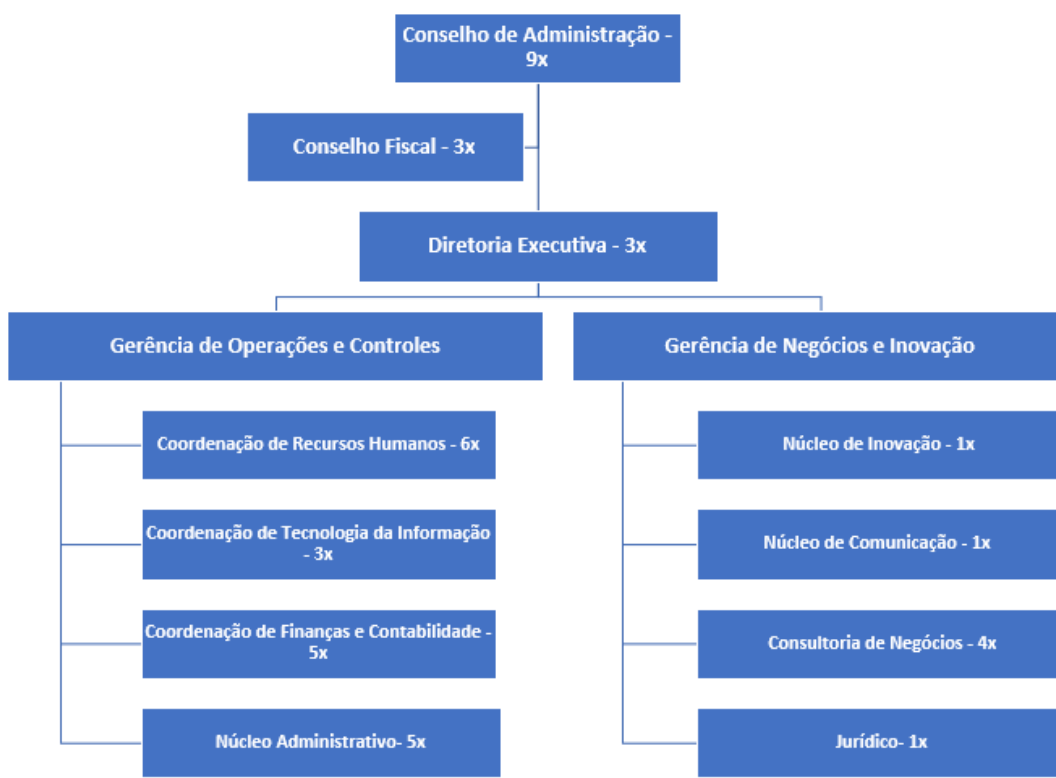 Conselho de Administração -
9x
Conselho Fiscal - 3x
Diretoria Executiva - 3x
Gerência de Operações e Controles
Gerência de Negócios e Inovação
Coordenação de Recursos Humanos - 6x
Núcleo de Inovação - 1x
Coordenação de Tecnologia da Informação
- 3x
Núcleo de Comunicação - 1x
Coordenação de Finanças e Contabilidade -
5x
Consultoria de Negócios - 4x
Núcleo Administrativo- 5x
Jurídico- 1x